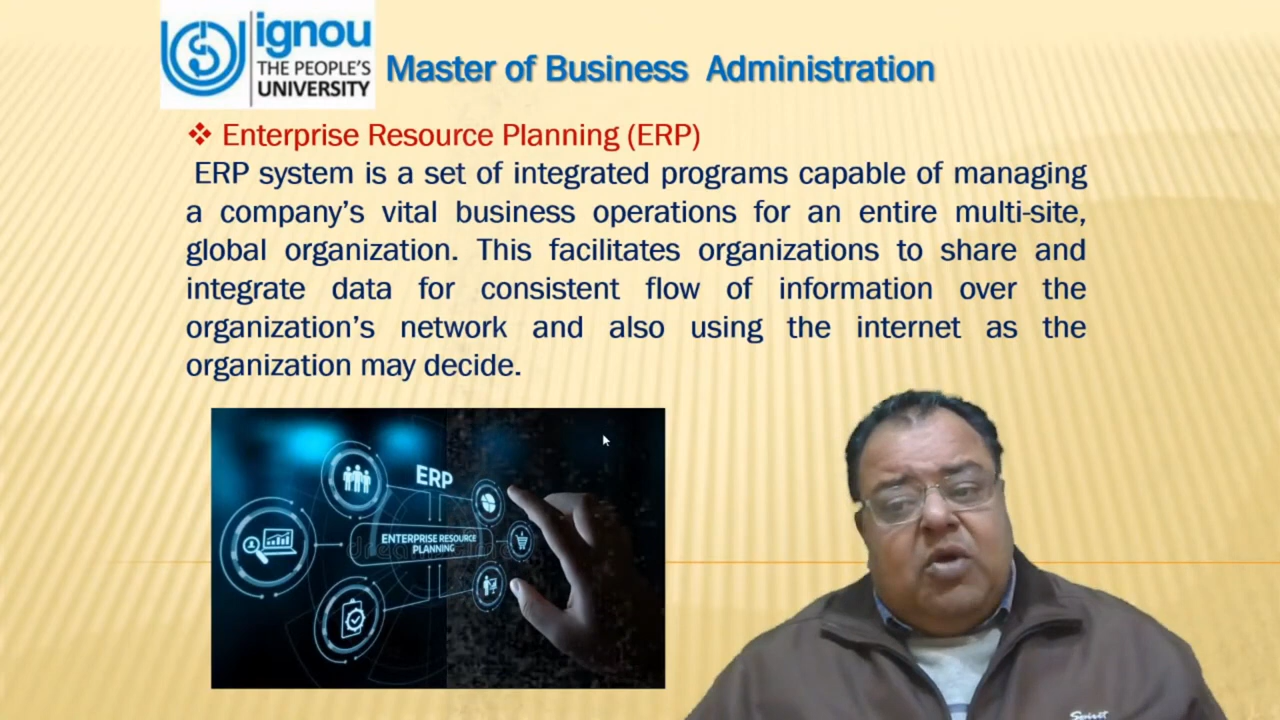 ignou
THE PEOPLE'S
UNIVERSITY
Master of Business Administration
Enterprise Resource Planning (ERP)
ERP system is a set of integrated programs capable of managing
a company's vital business operations for an entire multi-site,
global organization. This facilitates organizations to share and
integrate data for consistent flow of information over the
organization's network and also using the internet as the
organization may decide.
ERP
ENTERPRISE RESOURCE
PLANNING
Spirit